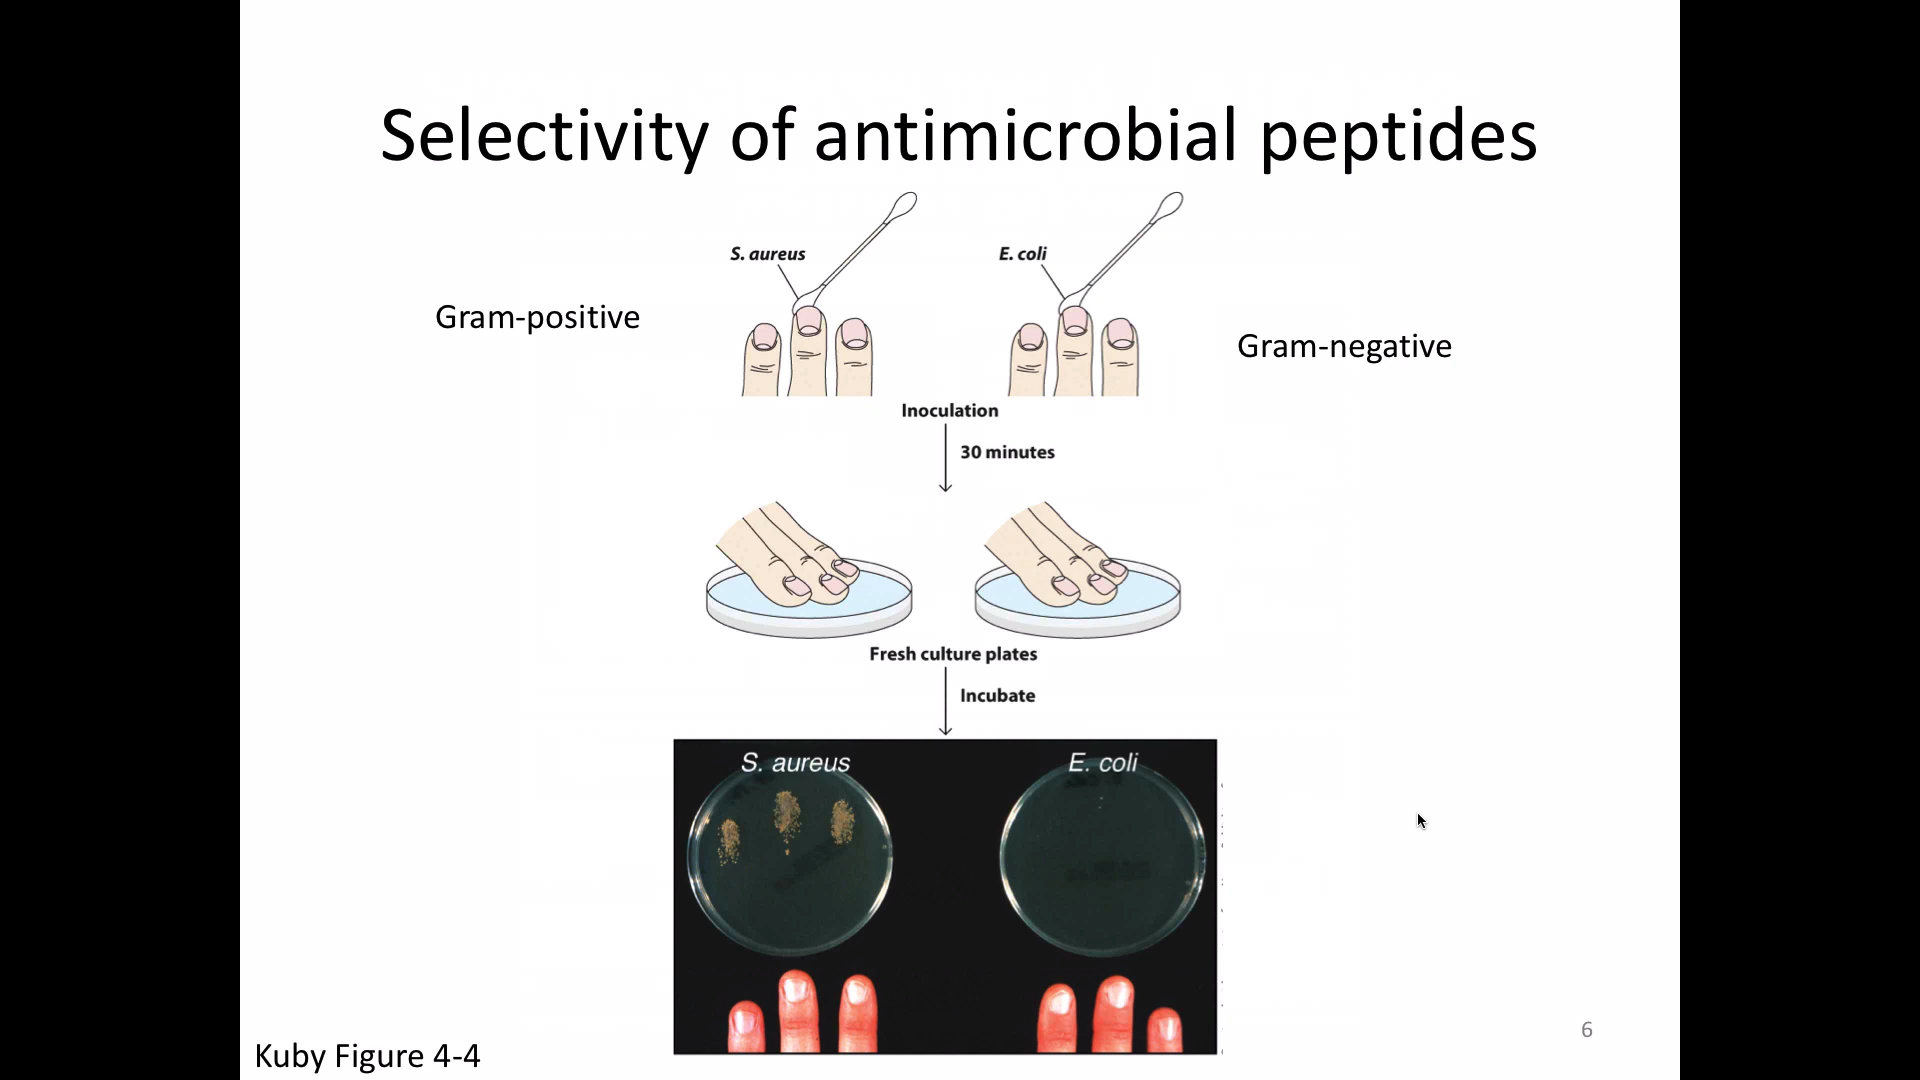 Selectivity of antimicrobial peptides
S. aureus
E. coli
Gram-positive
Gram-negative
Inoculation
30 minutes
Fresh culture plates
Incubate
S. aureus
E. coli
6
Kuby Figure 4-4